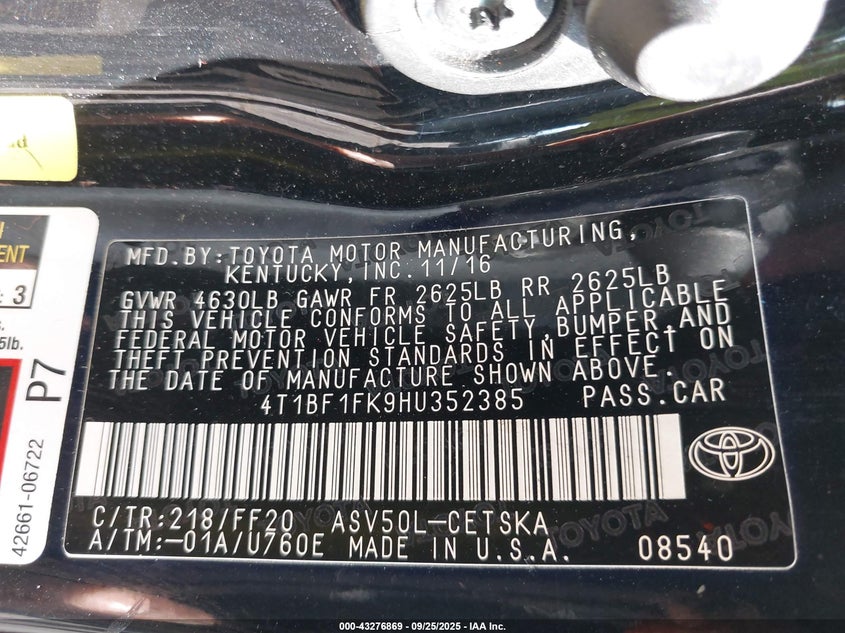 MFD.BY:TOYOTA MOTOR MANUFACTURING,
KENTUCKY, INC. 11/16
GVWR 4630LB GAWR FR 2625LB RR 2625LB
THIS VEHICLE CONFORMS TO ALL APPLICABLE
FEDERAL MOTOR VEHICLE SAFETY, BUMPER, AND
THEFT PREVENTION STANDARDS IN EFFECT ON
THE DATE OF MANUFACTURE SHOWN ABOVE.
4T1BF1FK9HU352385 PASS.CAR
C/TR:218/FF20 ASV50L-CETSKA
A/TM:-01A/U760E MADE IN U.S.A. 08540
3
5lb.
P7
42661-06722
000-43276869 - 09/25/2025 - IAA Inc.